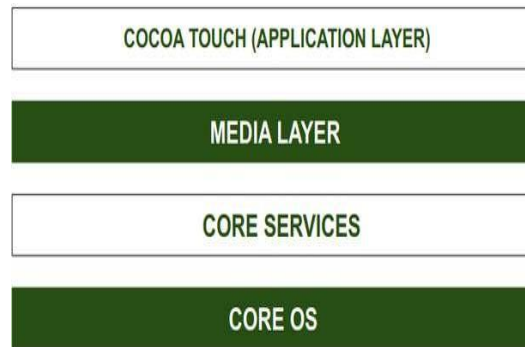 COCOA TOUCH (APPLICATION LAYER)
MEDIA LAYER
CORE SERVICES
CORE OS